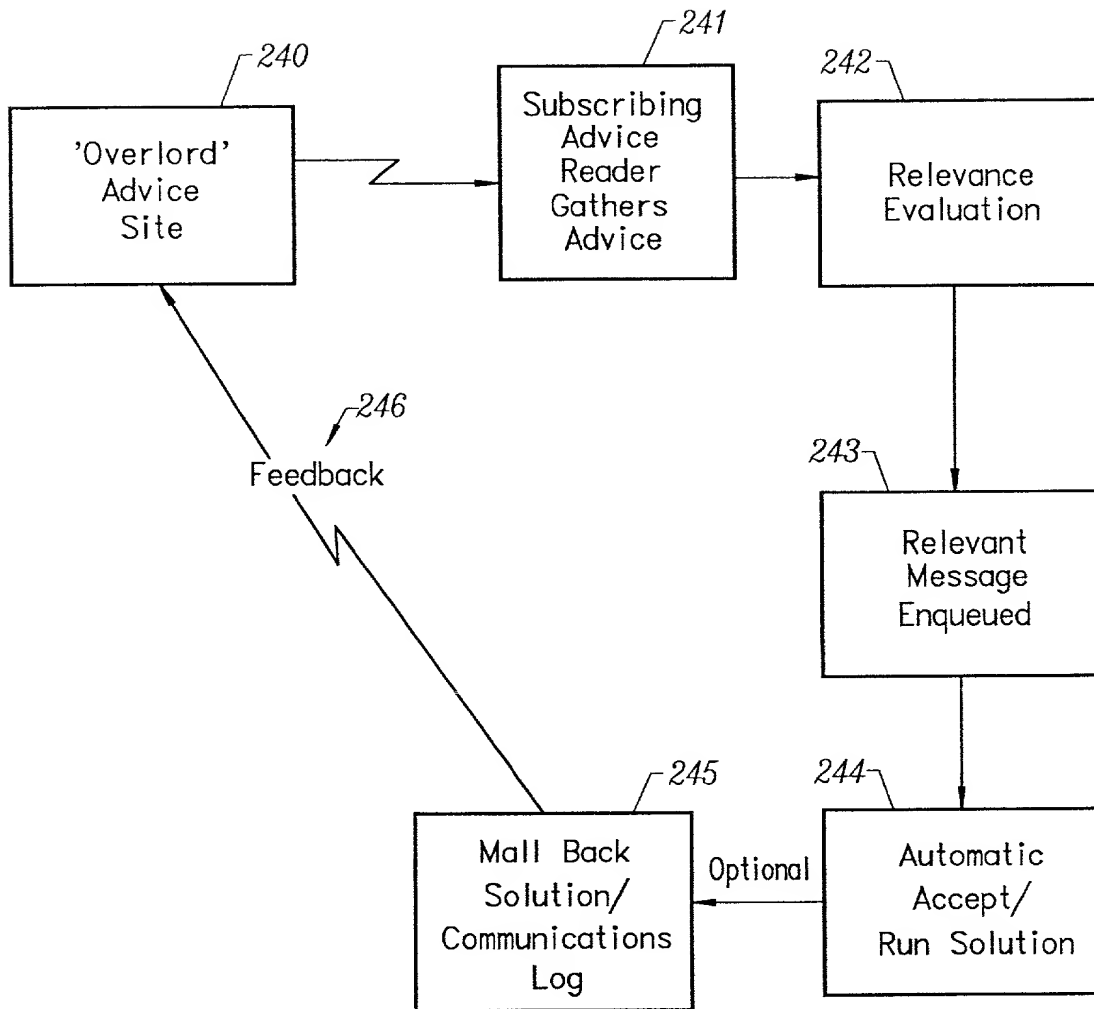 240
'Overlord'
Advice
Site
241
Subscribing
Advice
Reader
Gathers
Advice
242
Relevance
Evaluation
246
Feedback
243
Relevant
Message
Enqueued
245
Mall Back
Solution/
Communications
Log
Optional
244
Automatic
Accept/
Run Solution